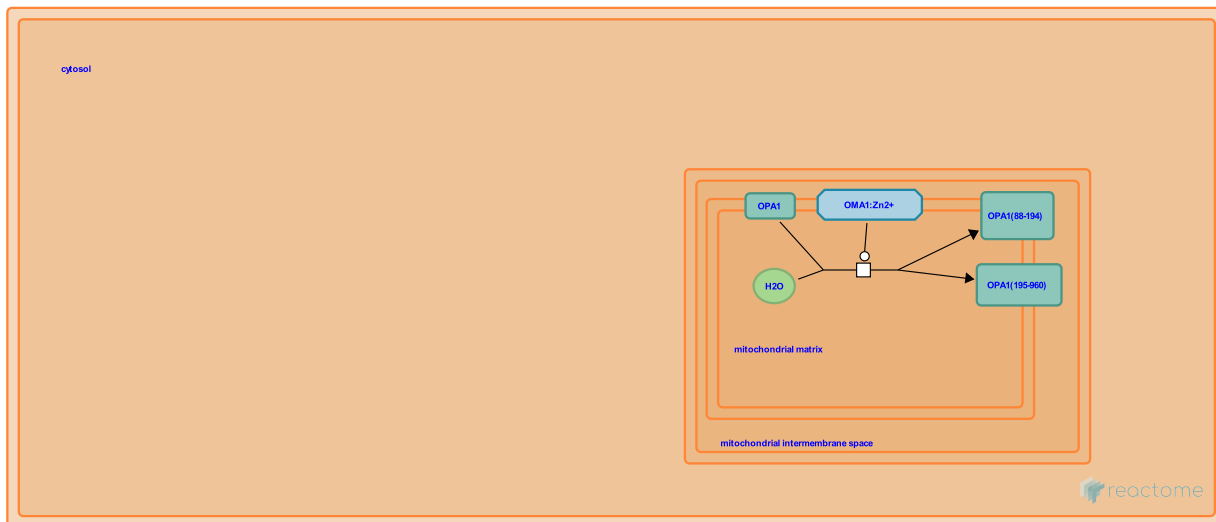 cytosol
OPA1
OMA1:Zn2+
OPA1(88-194)
H2O
OPA1(195-960)
mitochondrial matrix
mitochondrial intermembrane space
reactome